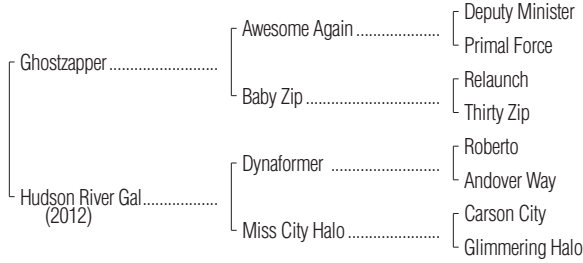 Deputy Minister
Awesome Again ....................
Primal Force
Ghostzapper ..........................
Relaunch
Baby Zip ................................
Thirty Zip
Roberto
Dynaformer ..........................
Andover Way
Hudson River Gal..................
(2012)
Carson City
Miss City Halo ......................
Glimmering Halo